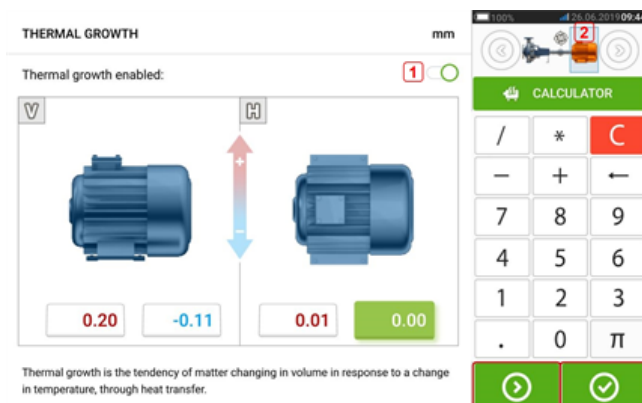 THERMAL GROWTH mm
Thermal growth enabled: 1
V H
+
−
0.20 -0.11 0.01 0.00
Thermal growth is the tendency of matter changing in volume in response to a change
in temperature, through heat transfer.
100% 26.06.2019 09:44
2
CALCULATOR
/ * C
− + ←
7 8 9
4 5 6
1 2 3
. 0 π